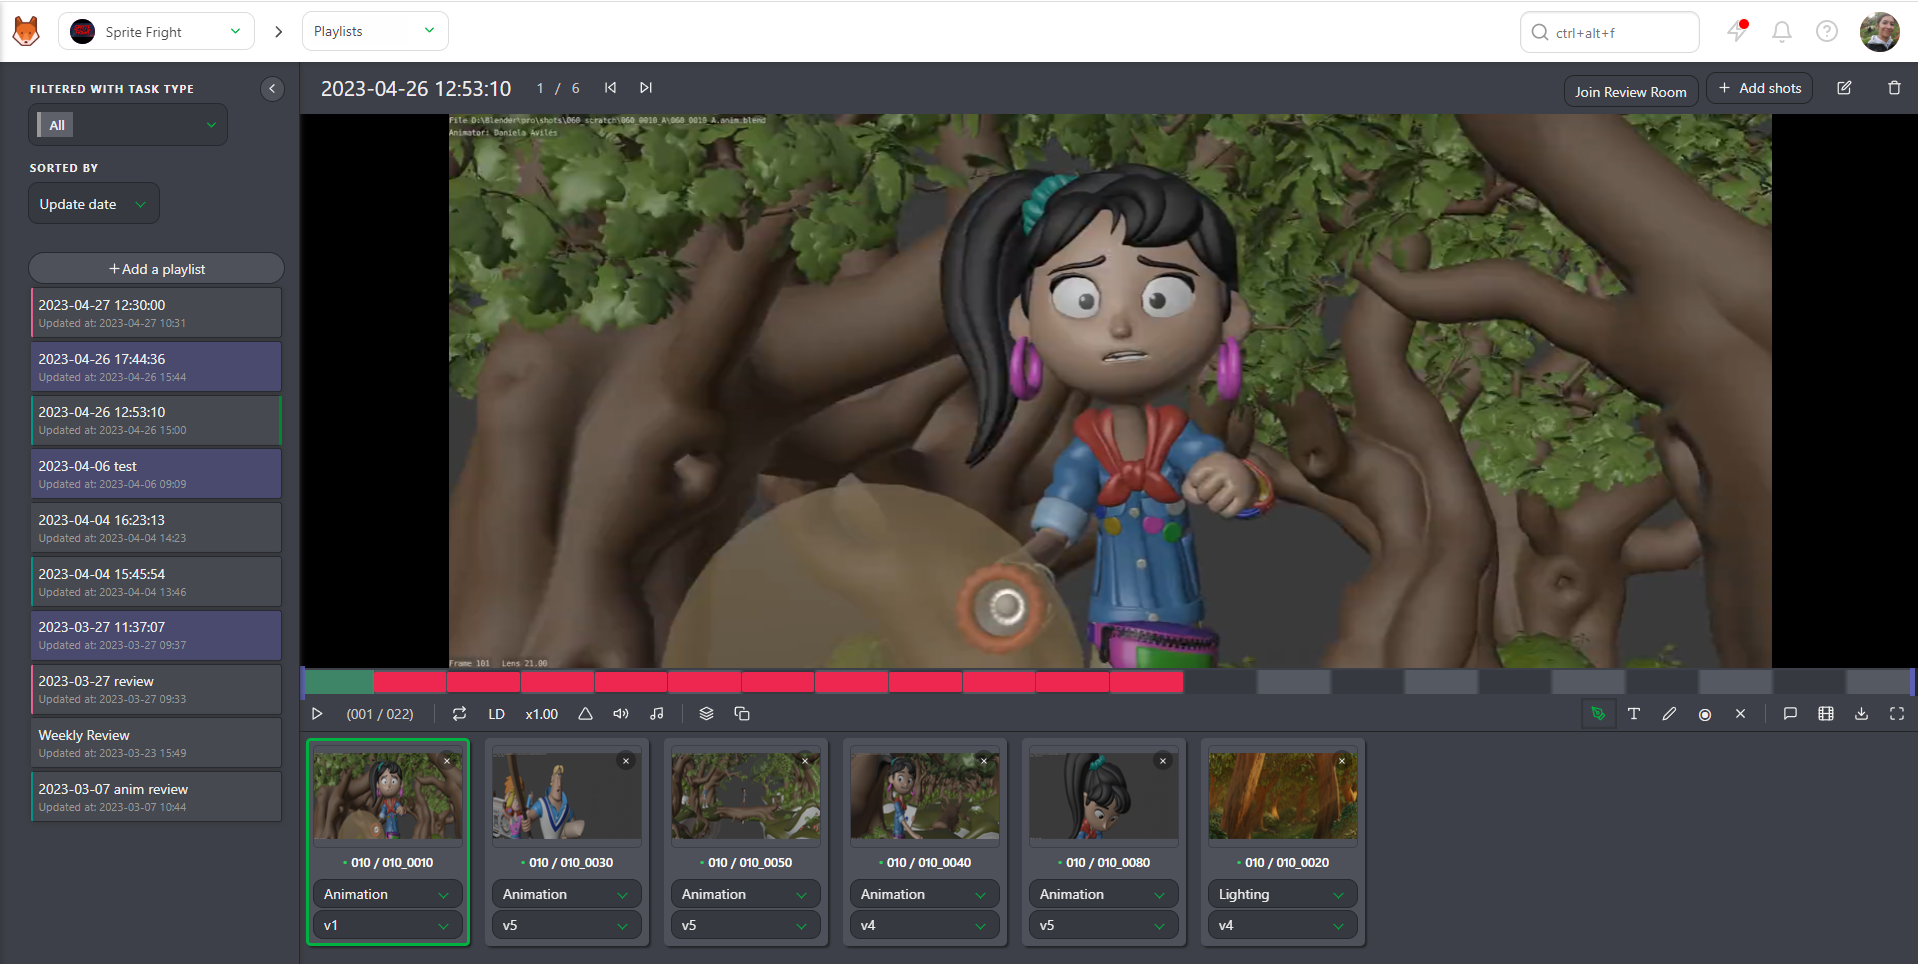 Sprite Fright
Playlists
ctrl+alt+f
FILTERED WITH TASK TYPE
All
SORTED BY
Update date
+ Add a playlist
2023-04-27 12:30:00
Updated at: 2023-04-27 10:31
2023-04-26 17:44:36
Updated at: 2023-04-26 15:44
2023-04-26 12:53:10
Updated at: 2023-04-26 15:00
2023-04-06 test
Updated at: 2023-04-06 09:09
2023-04-04 16:23:13
Updated at: 2023-04-04 14:23
2023-04-04 15:45:54
Updated at: 2023-04-04 13:46
2023-03-27 11:37:07
Updated at: 2023-03-27 09:37
2023-03-27 review
Updated at: 2023-03-27 09:33
Weekly Review
Updated at: 2023-03-23 15:49
2023-03-07 anim review
Updated at: 2023-03-07 10:44
2023-04-26 12:53:10
1 / 6
Join Review Room
+ Add shots
File D:\Blender\pro\shots\060_scratch\060_0010_A\060_0010_A.anim.blend
Animator: Daniela Avilés
Frame 101 Lens 21.00
(001 / 022)
LD
x1.00
010 / 010_0010
Animation
v1
010 / 010_0030
Animation
v5
010 / 010_0050
Animation
v5
010 / 010_0040
Animation
v4
010 / 010_0080
Animation
v5
010 / 010_0020
Lighting
v4